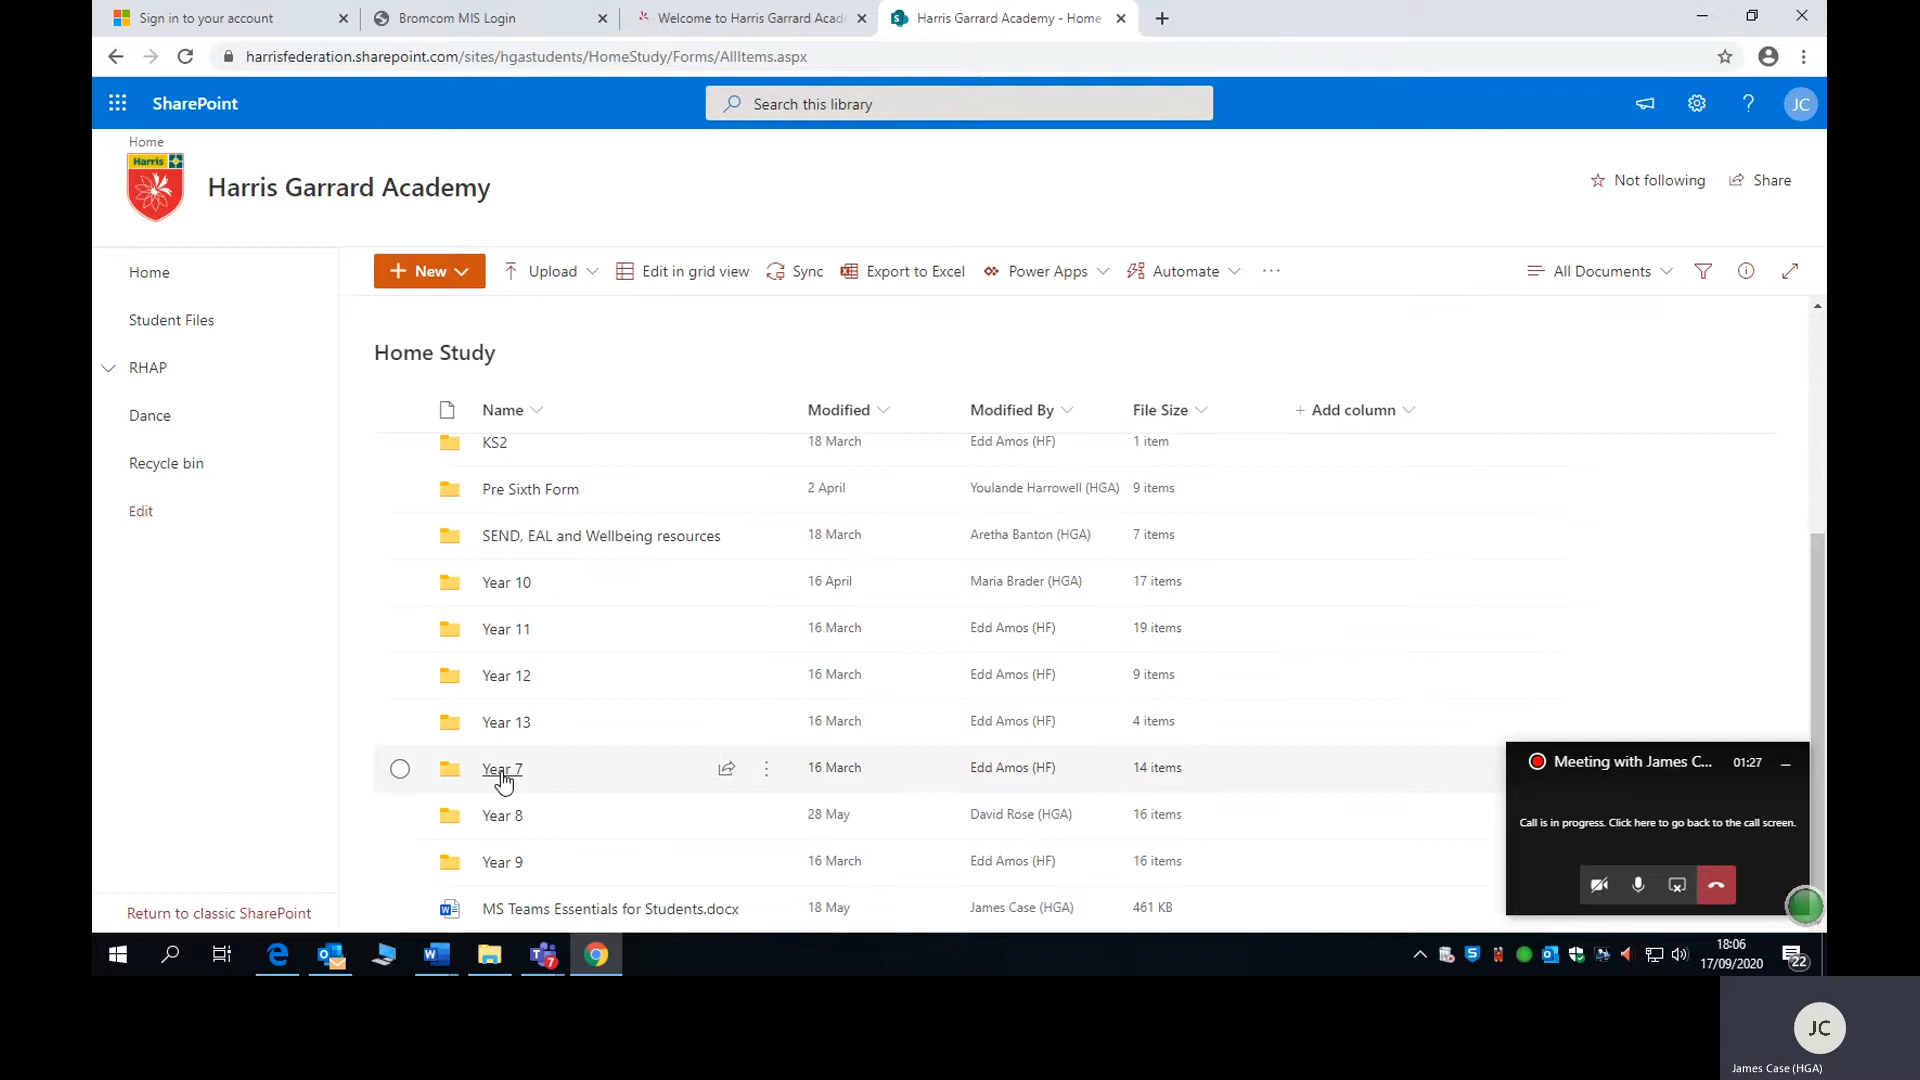 Sign in to your account
Bromcom MIS Login
Welcome to Harris Garrard Acad
Harris Garrard Academy - Home
harrisfederation.sharepoint.com/sites/hgastudents/HomeStudy/Forms/AllItems.aspx
SharePoint
Search this library
JC
Home
Harris
Harris Garrard Academy
Not following
Share
Home
Student Files
RHAP
Dance
Recycle bin
Edit
Return to classic SharePoint
New
Upload
Edit in grid view
Sync
Export to Excel
Power Apps
Automate
All Documents
Home Study
Name Modified Modified By File Size Add column
KS2 18 March Edd Amos (HF) 1 item
Pre Sixth Form 2 April Youlande Harrowell (HGA) 9 items
SEND, EAL and Wellbeing resources 18 March Aretha Banton (HGA) 7 items
Year 10 16 April Maria Brader (HGA) 17 items
Year 11 16 March Edd Amos (HF) 19 items
Year 12 16 March Edd Amos (HF) 9 items
Year 13 16 March Edd Amos (HF) 4 items
Year 7 16 March Edd Amos (HF) 14 items
Year 8 28 May David Rose (HGA) 16 items
Year 9 16 March Edd Amos (HF) 16 items
MS Teams Essentials for Students.docx 18 May James Case (HGA) 461 KB
Meeting with James C... 01:27
Call is in progress. Click here to go back to the call screen.
7
18:06
17/09/2020
22
JC
James Case (HGA)